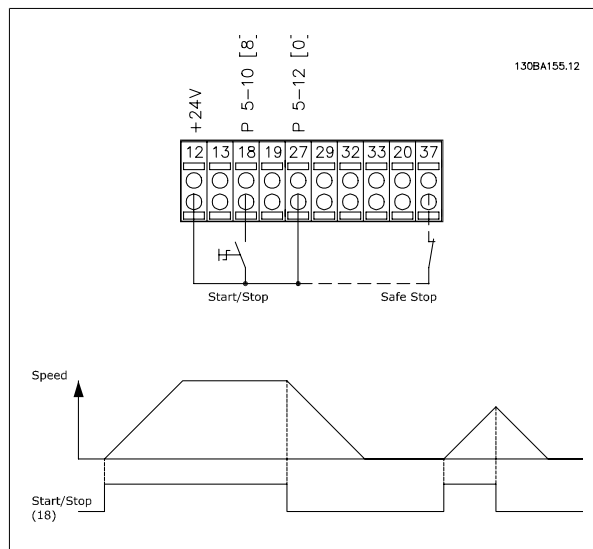 130BA155.12
+24V
P 5-10 [8]
P 5-12 [0]
12 13 18 19 27 29 32 33 20 37
Start/Stop
Safe Stop
Speed
Start/Stop
(18)